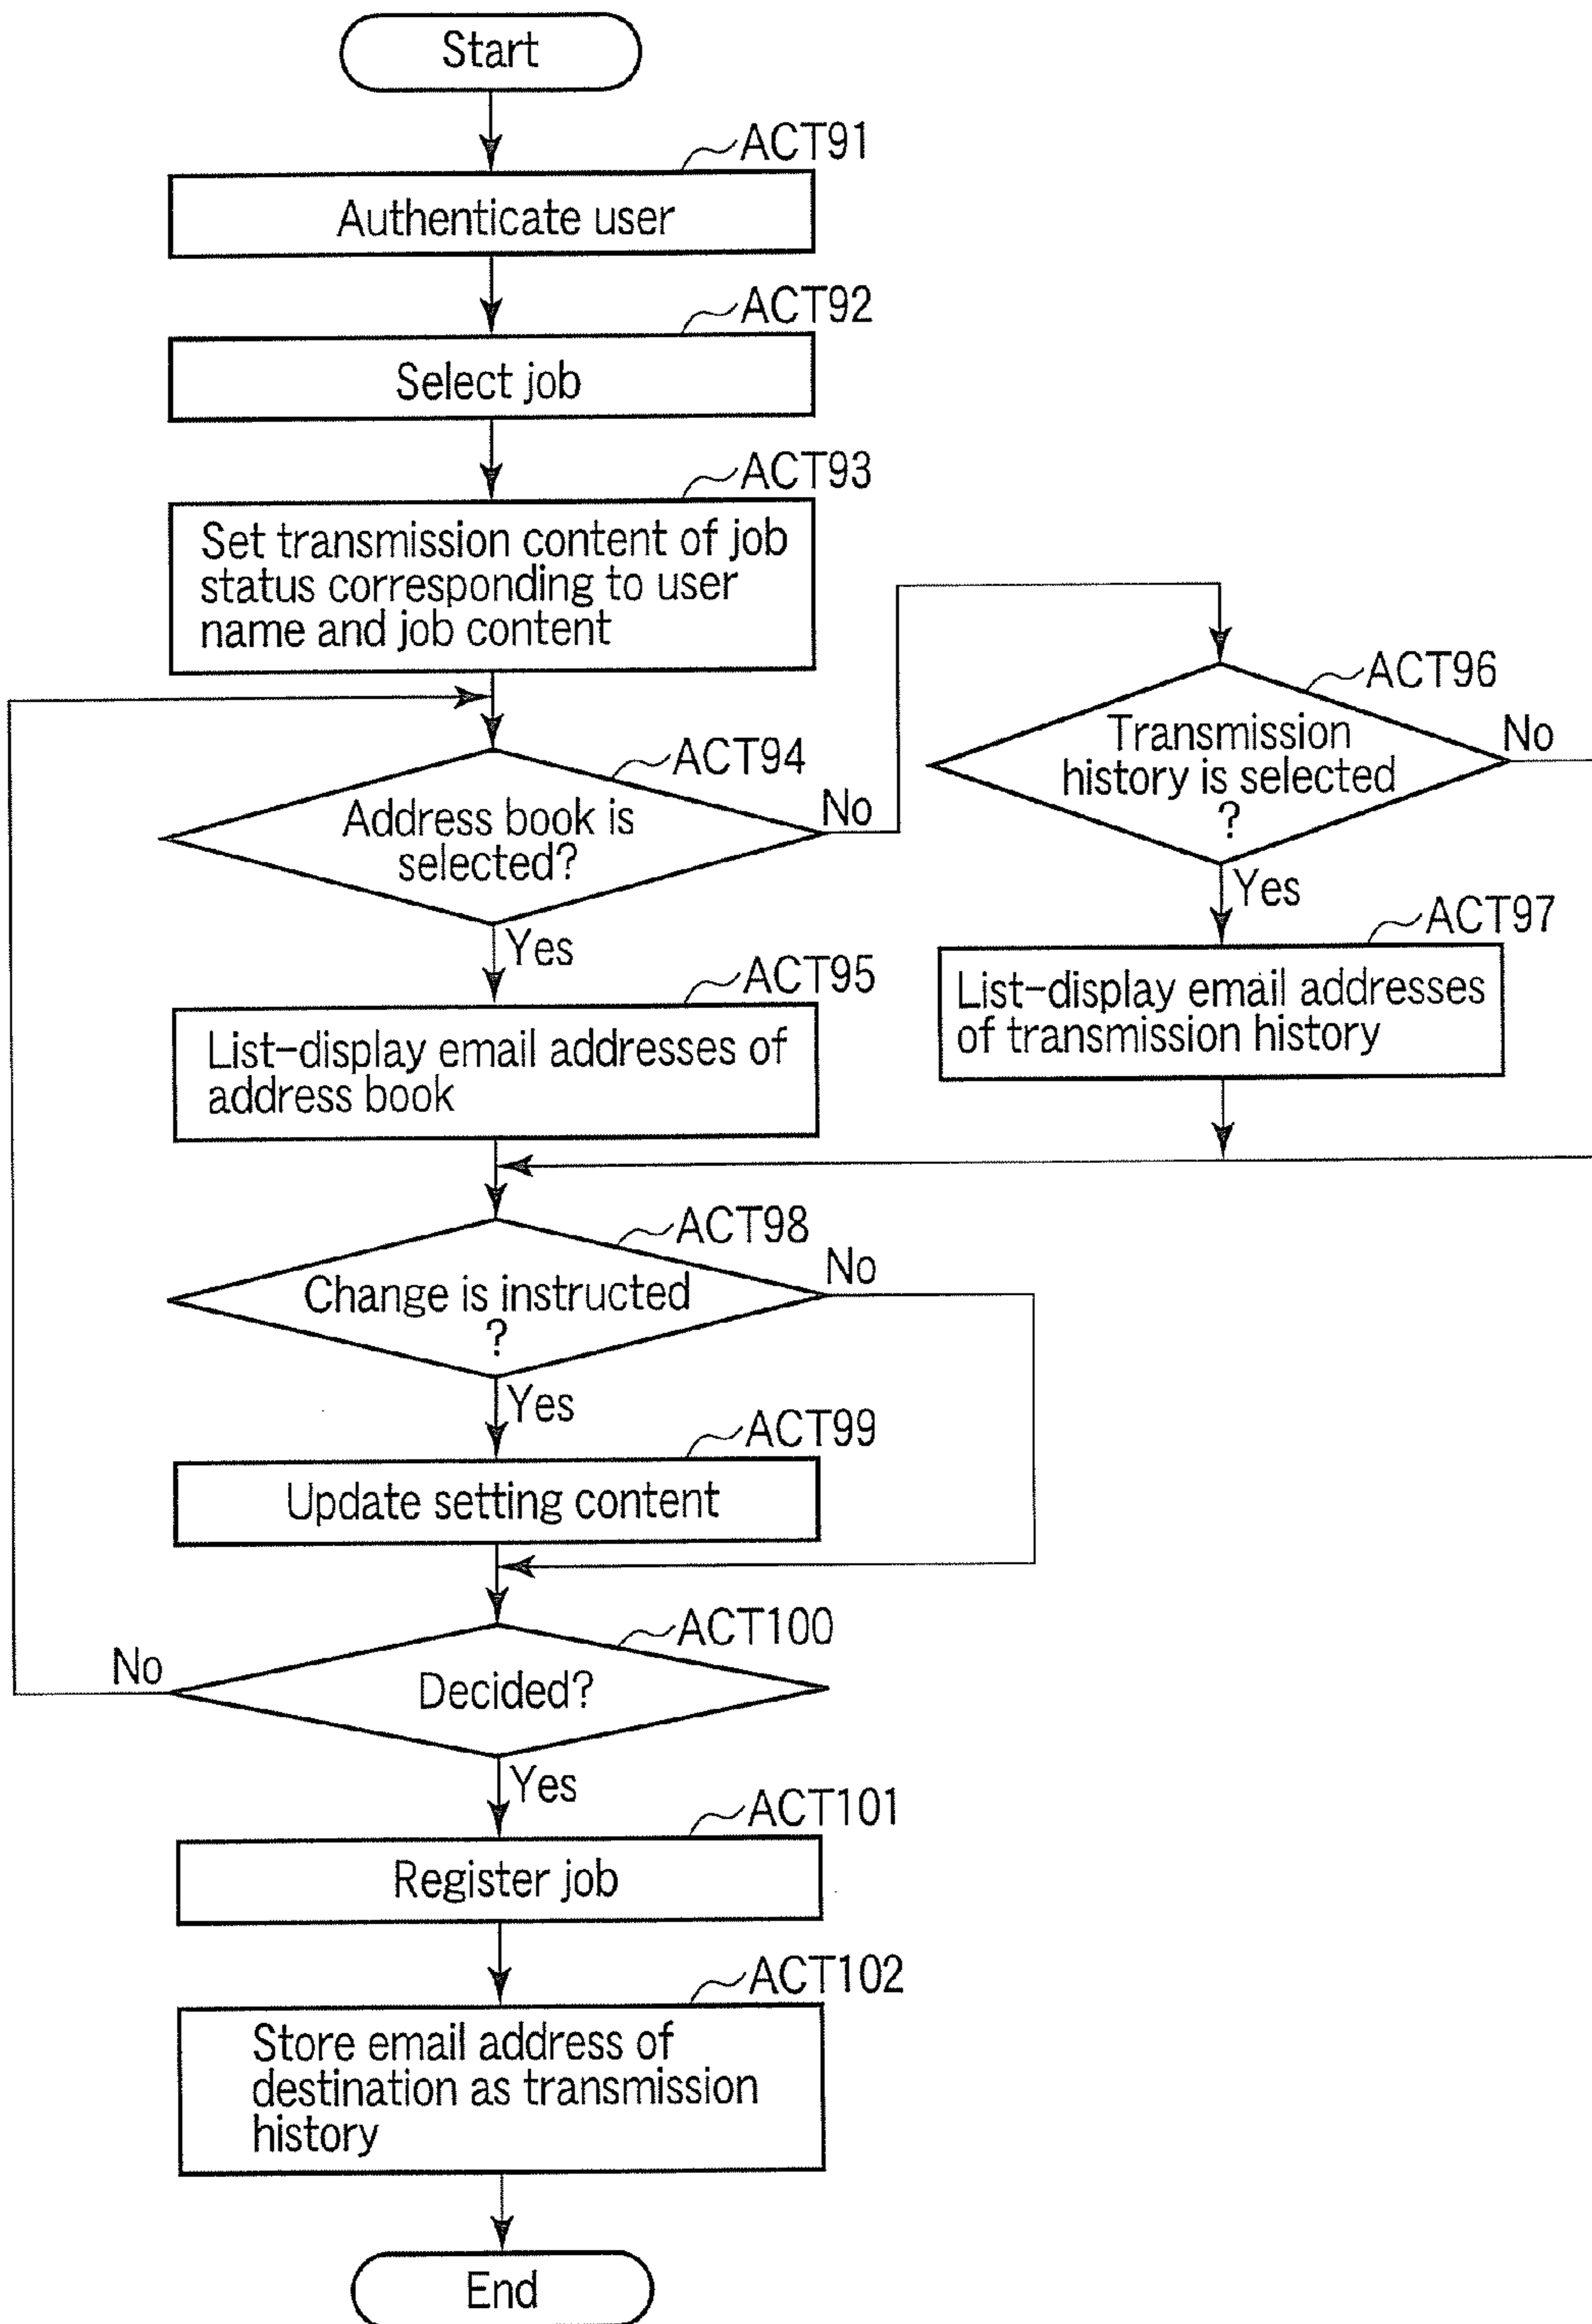 Start
ACT91
Authenticate user
ACT92
Select job
ACT93
Set transmission content of job
status corresponding to user
name and job content
ACT94
Address book is
selected?
No
Yes
ACT96
Transmission
history is selected
?
No
Yes
ACT95
List-display email addresses of
address book
ACT97
List-display email addresses
of transmission history
ACT98
Change is instructed
?
No
Yes
ACT99
Update setting content
ACT100
Decided?
No
Yes
ACT101
Register job
ACT102
Store email address of
destination as transmission
history
End